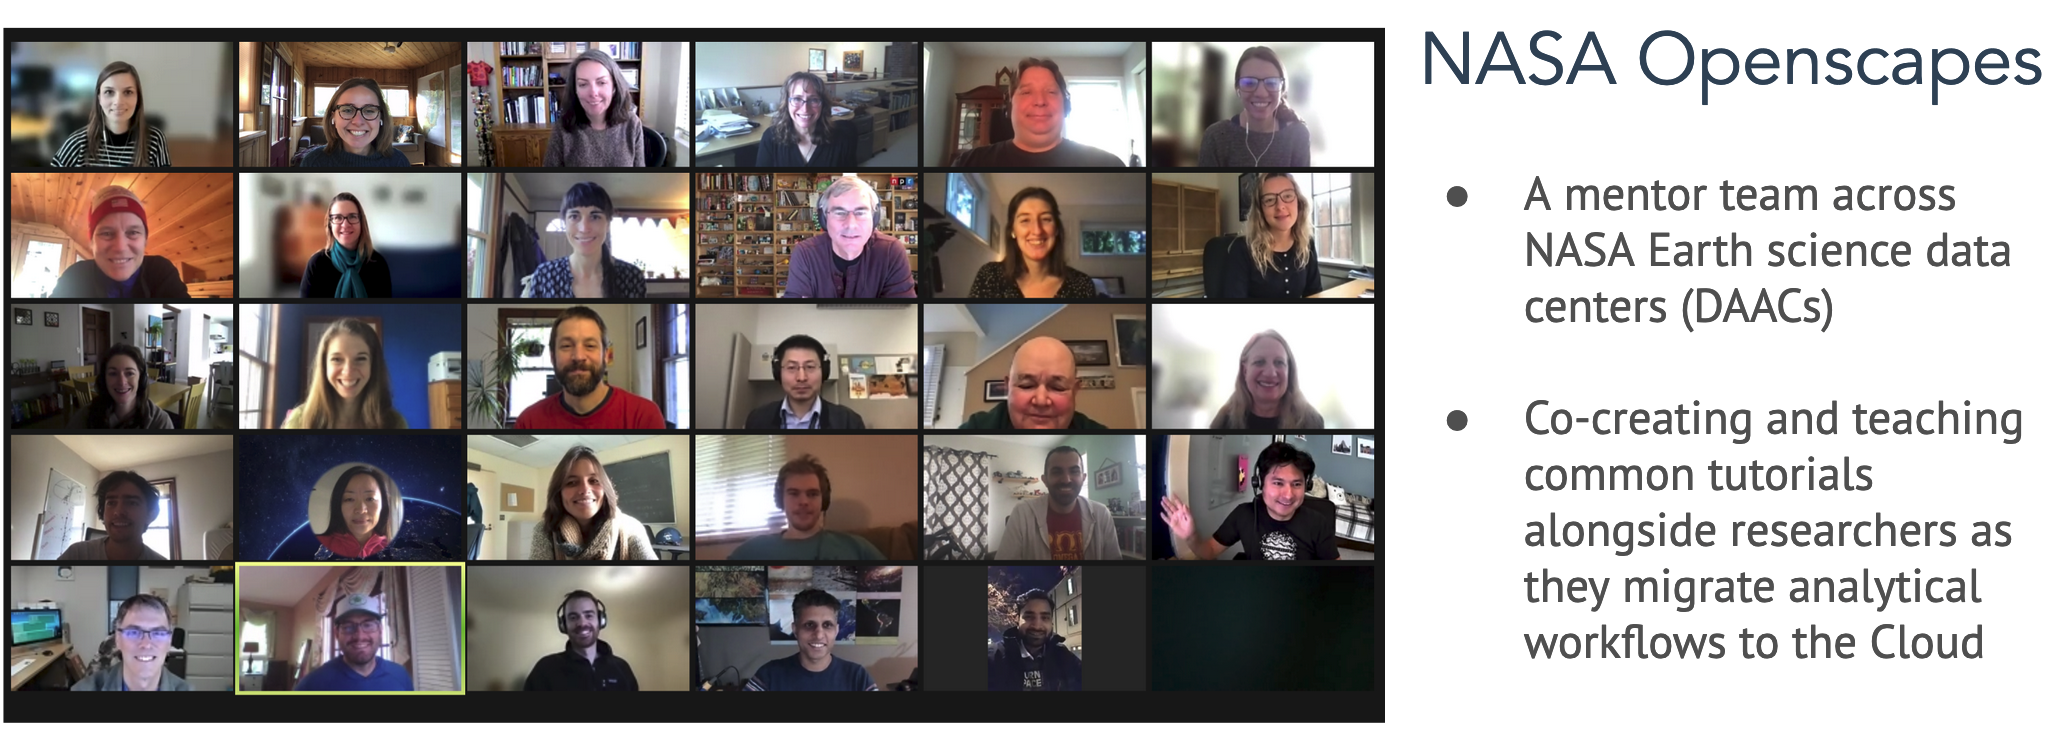 NASA Openscapes
● A mentor team across
NASA Earth science data
centers (DAACs)
● Co-creating and teaching
common tutorials
alongside researchers as
they migrate analytical
workflows to the Cloud
npr